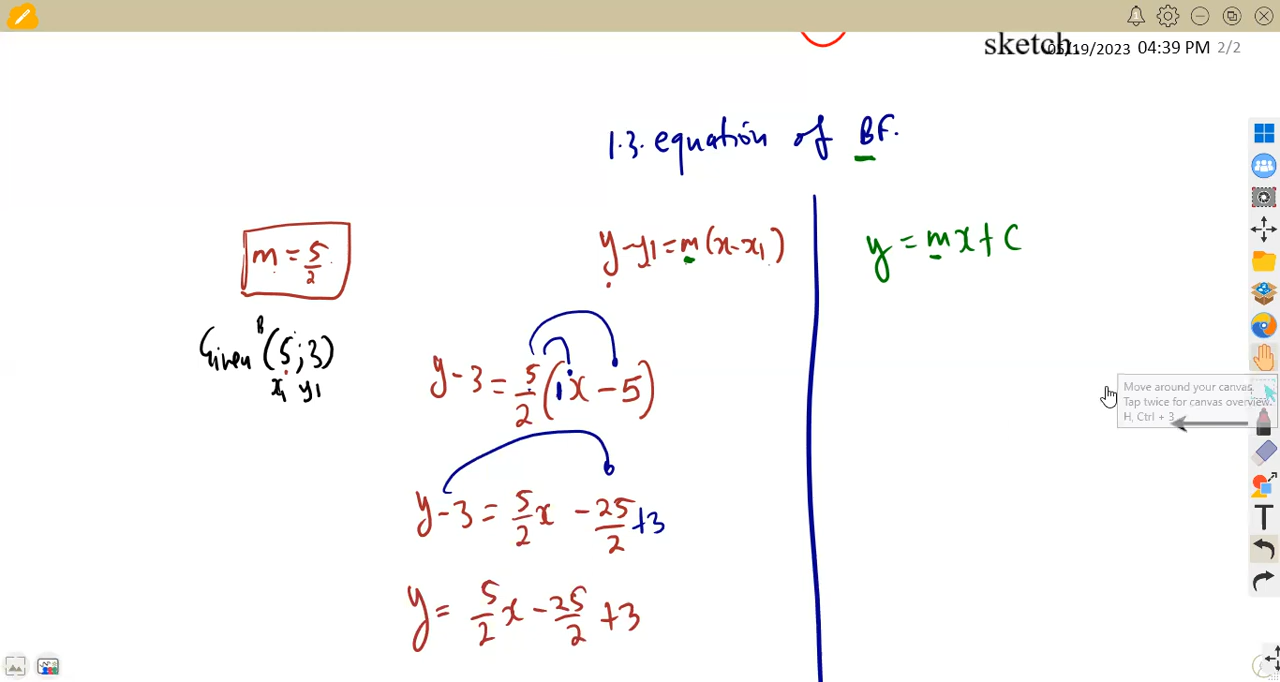 sketch.
05/19/2023 04:39 PM 2/2
1.3. equation of BF.
m = 5/2
Given B(5;3)
x1 y1
y-y1=m(x-x1)
y-3=5/2(1x-5)
y-3=5/2x-25/2+3
y=5/2x-25/2+3
y=mx+c
Move around your canvas.
Tap twice for canvas overview.
H, Ctrl + 3
T